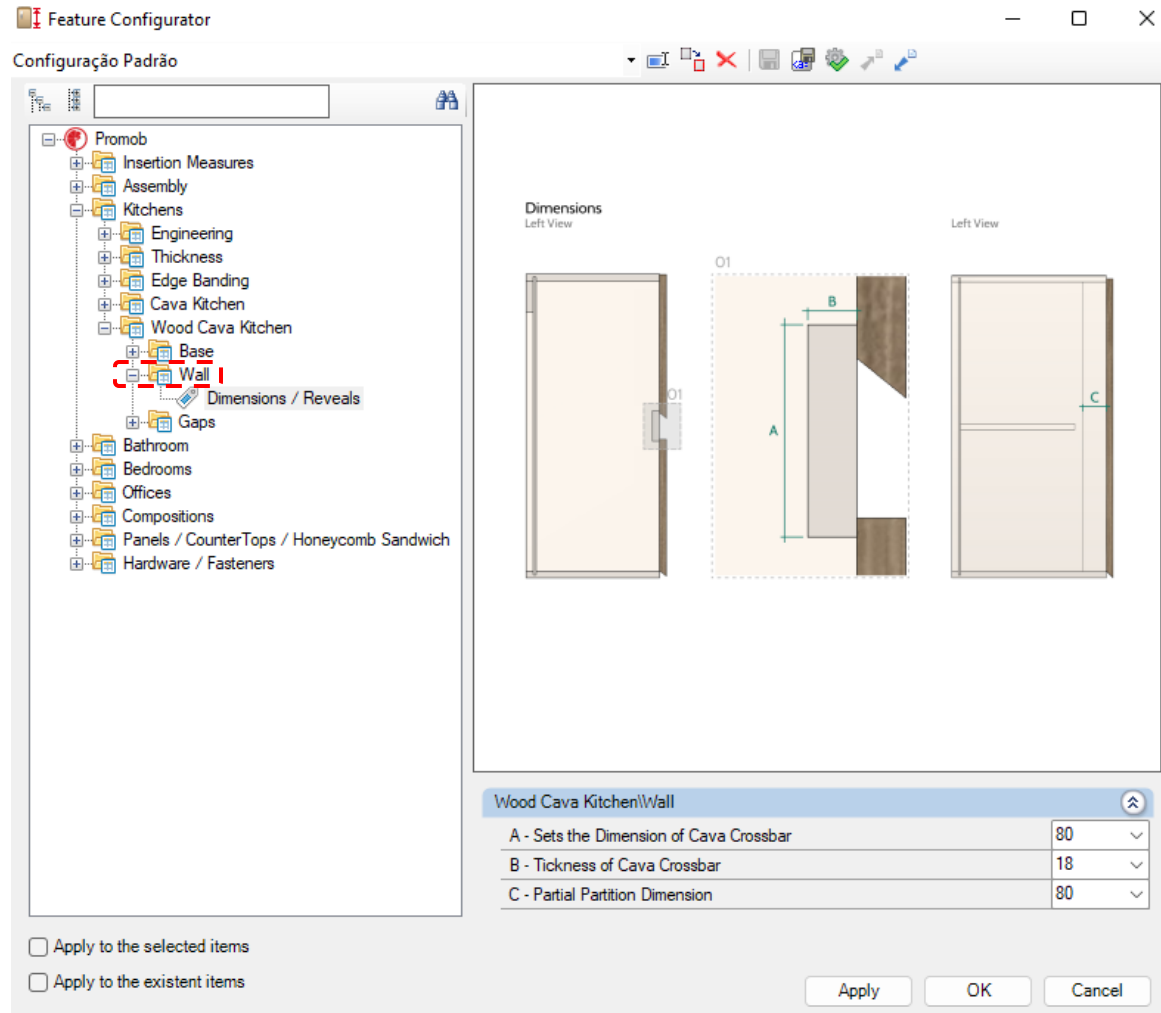 Feature Configurator
Configuração Padrão
Promob
Insertion Measures
Assembly
Kitchens
Engineering
Thickness
Edge Banding
Cava Kitchen
Wood Cava Kitchen
Base
Wall
Dimensions / Reveals
Gaps
Bathroom
Bedrooms
Offices
Compositions
Panels / CounterTops / Honeycomb Sandwich
Hardware / Fasteners
Dimensions
Left View
Left View
O1
B
O1
A
C
Wood Cava Kitchen\Wall
A - Sets the Dimension of Cava Crossbar 80
B - Tickness of Cava Crossbar 18
C - Partial Partition Dimension 80
Apply to the selected items
Apply to the existent items
Apply OK Cancel